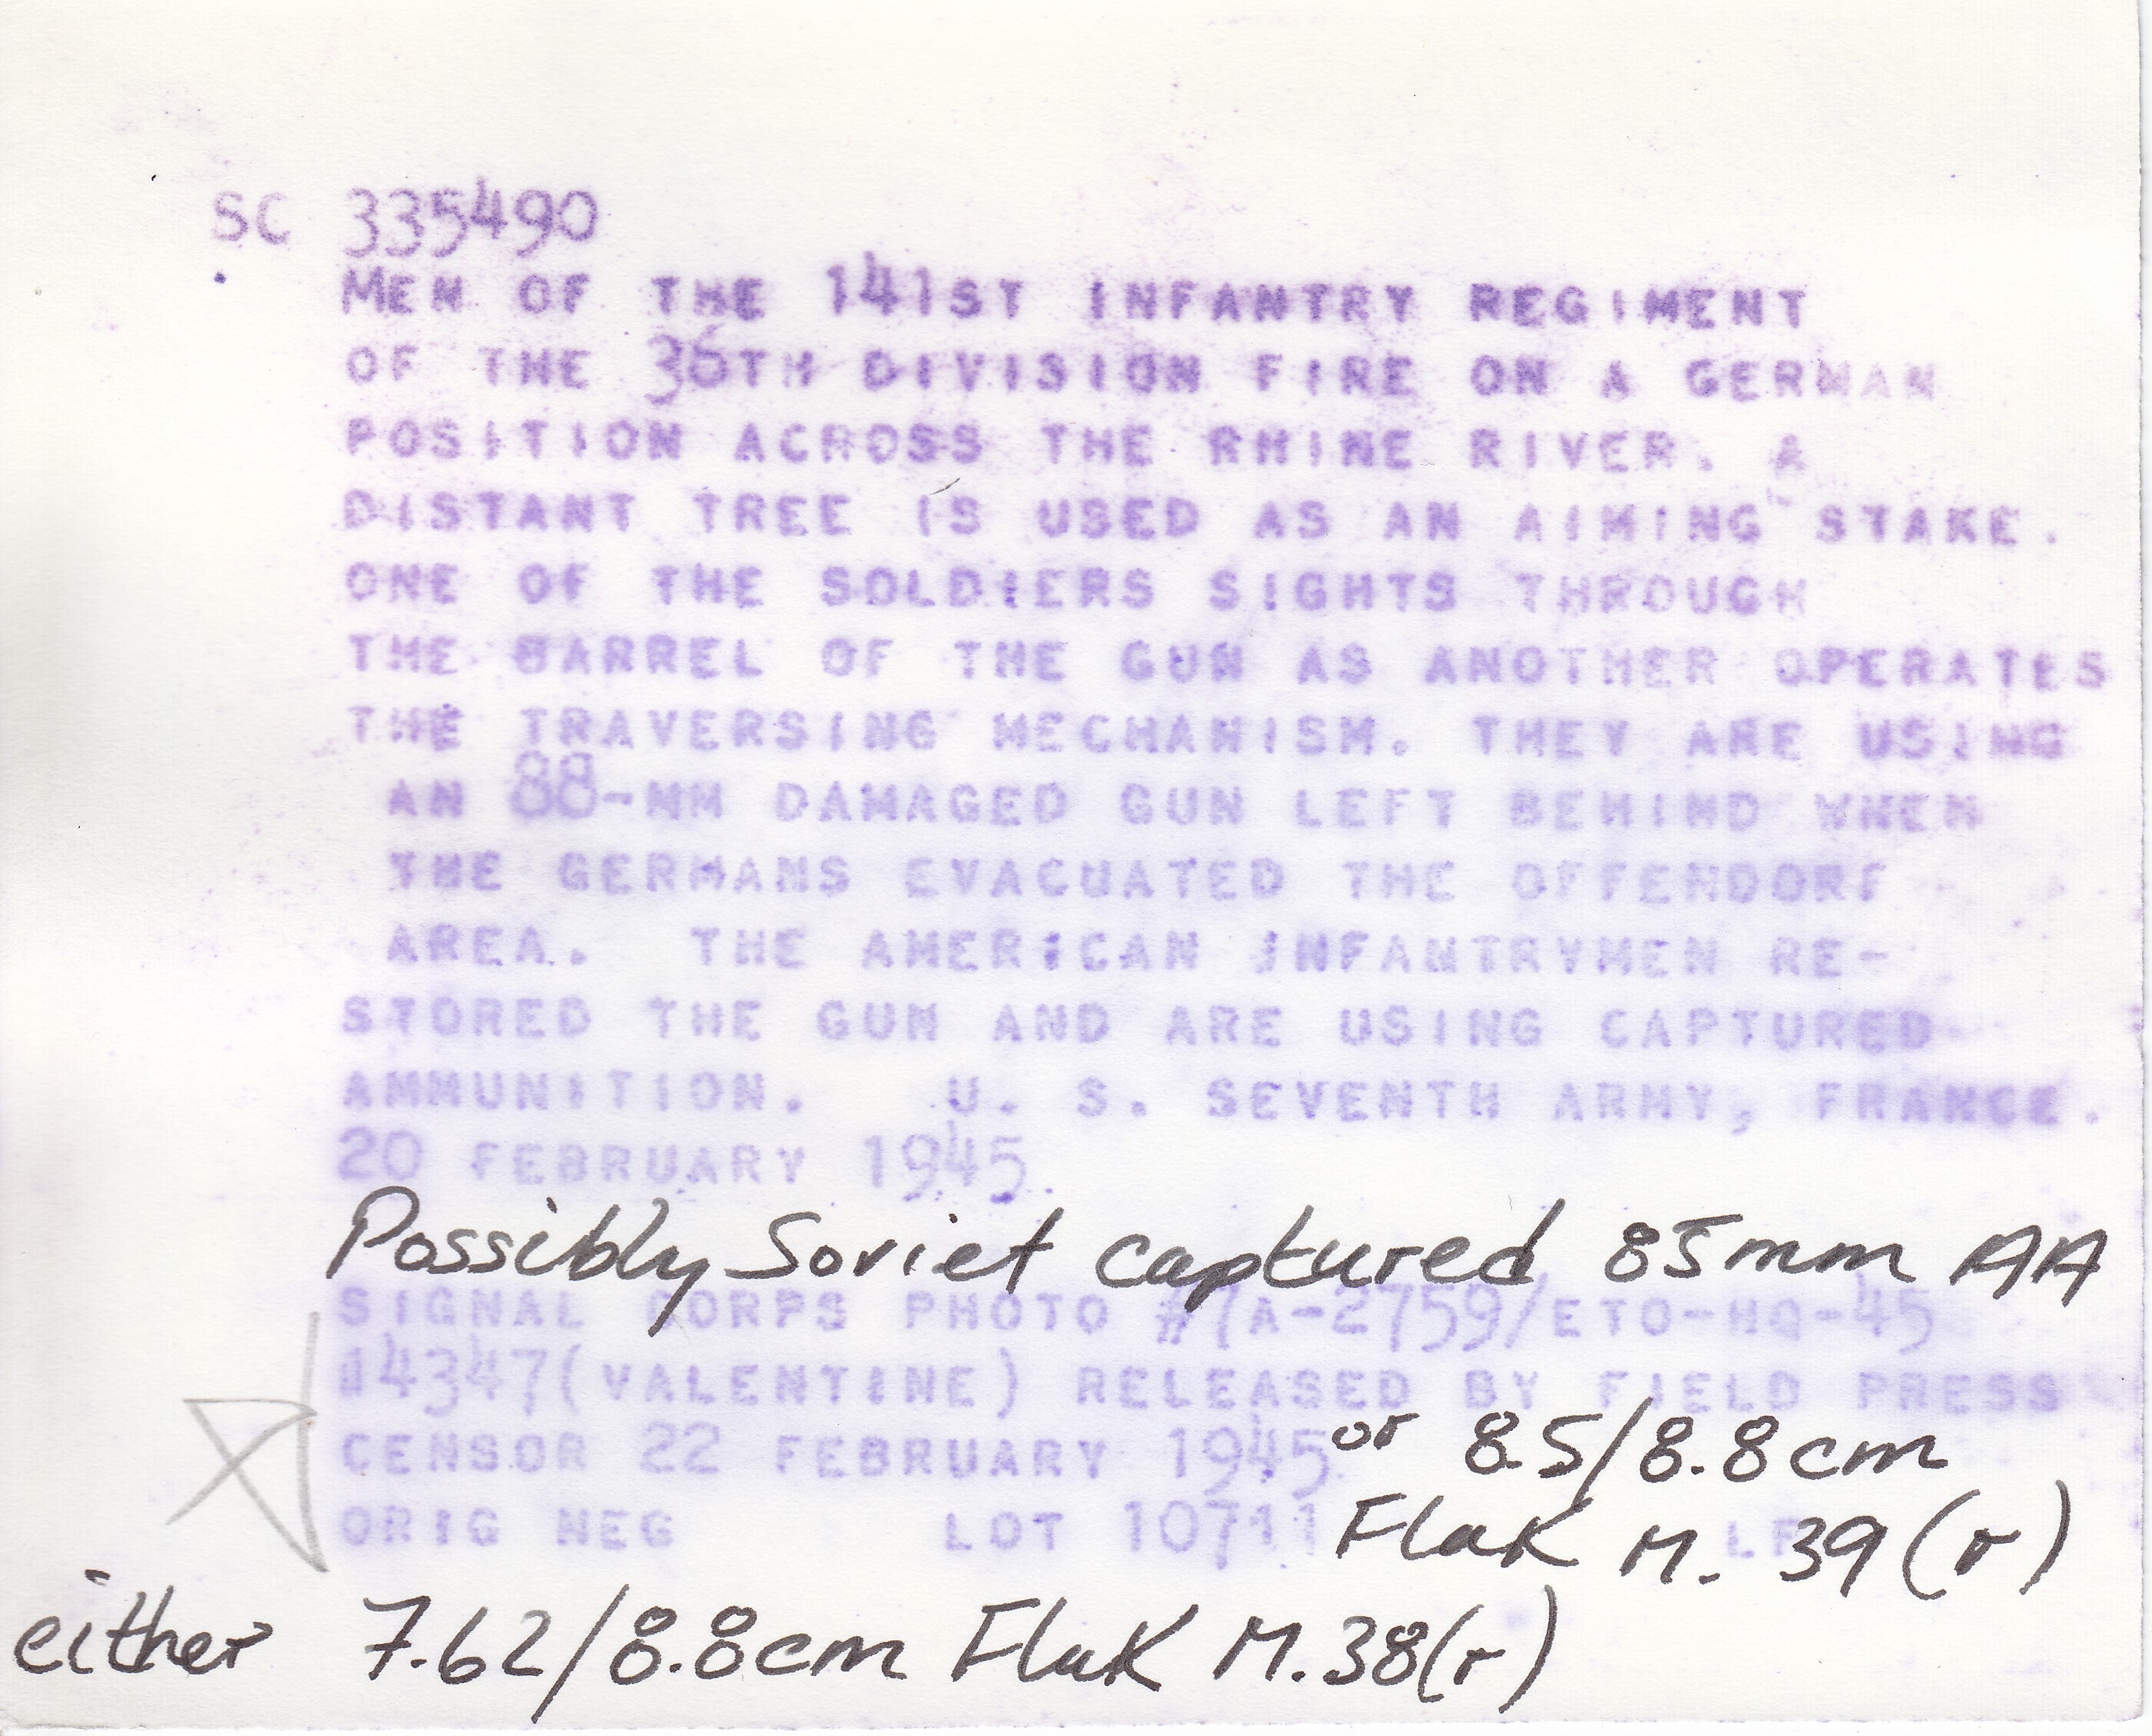 SC 335490
MEN OF THE 141ST INFANTRY REGIMENT
OF THE 36TH DIVISION FIRE ON A GERMAN
POSITION ACROSS THE RHINE RIVER. A
DISTANT TREE IS USED AS AN AIMING STAKE.
ONE OF THE SOLDIERS SIGHTS THROUGH
THE BARREL OF THE GUN AS ANOTHER OPERATES
THE TRAVERSING MECHANISM. THEY ARE USING
AN 88-MM DAMAGED GUN LEFT BEHIND WHEN
THE GERMANS EVACUATED THE OFFENDORF
AREA. THE AMERICAN INFANTRYMEN RE-
STORED THE GUN AND ARE USING CAPTURED
AMMUNITION. U. S. SEVENTH ARMY, FRANCE.
20 FEBRUARY 1945
Possibly Soviet captured 85mm AA
SIGNAL CORPS PHOTO #7A-2759/ETO-HQ-45
14347(VALENTINE) RELEASED BY FIELD PRESS
CENSOR 22 FEBRUARY 1945
or 8.5/8.8cm
ORIG NEG LOT 10711
FlaK M. 39(r)
either 7.62/8.8cm FlaK M.38(r)